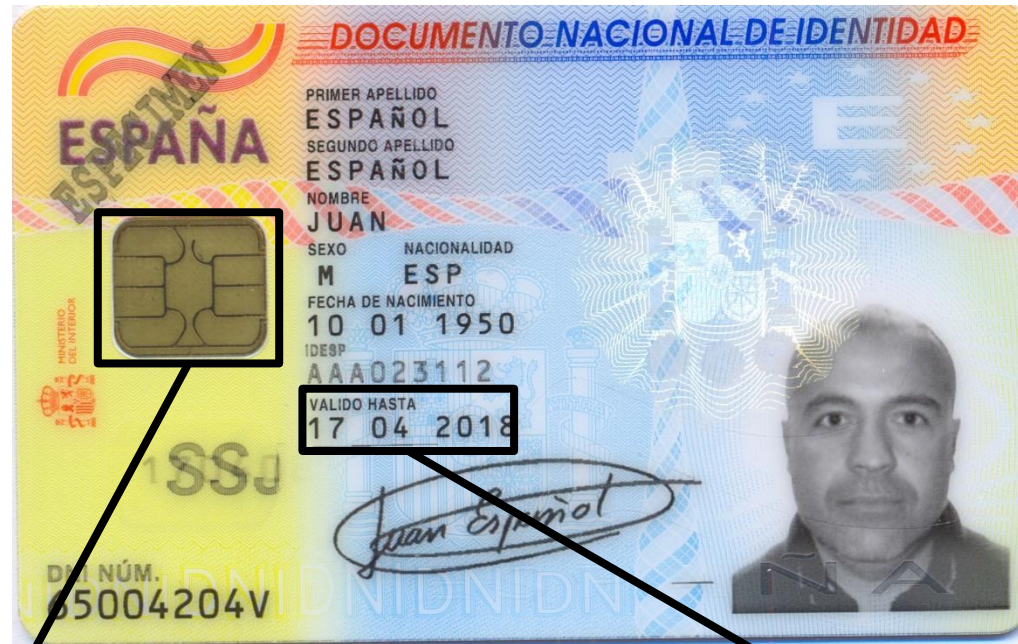 DOCUMENTO NACIONAL DE IDENTIDAD
ESPAÑA
ESPECIMEN
PRIMER APELLIDO
ESPAÑOL
SEGUNDO APELLIDO
ESPAÑOL
NOMBRE
JUAN
SEXO NACIONALIDAD
M ESP
FECHA DE NACIMIENTO
10 01 1950
IDESP
AAA023112
VALIDO HASTA
17 04 2018
MINISTERIO
DEL INTERIOR
SSJ
Juan Español
DNI NÚM.
65004204V
DNIDNIDNIDN
E
Ñ A